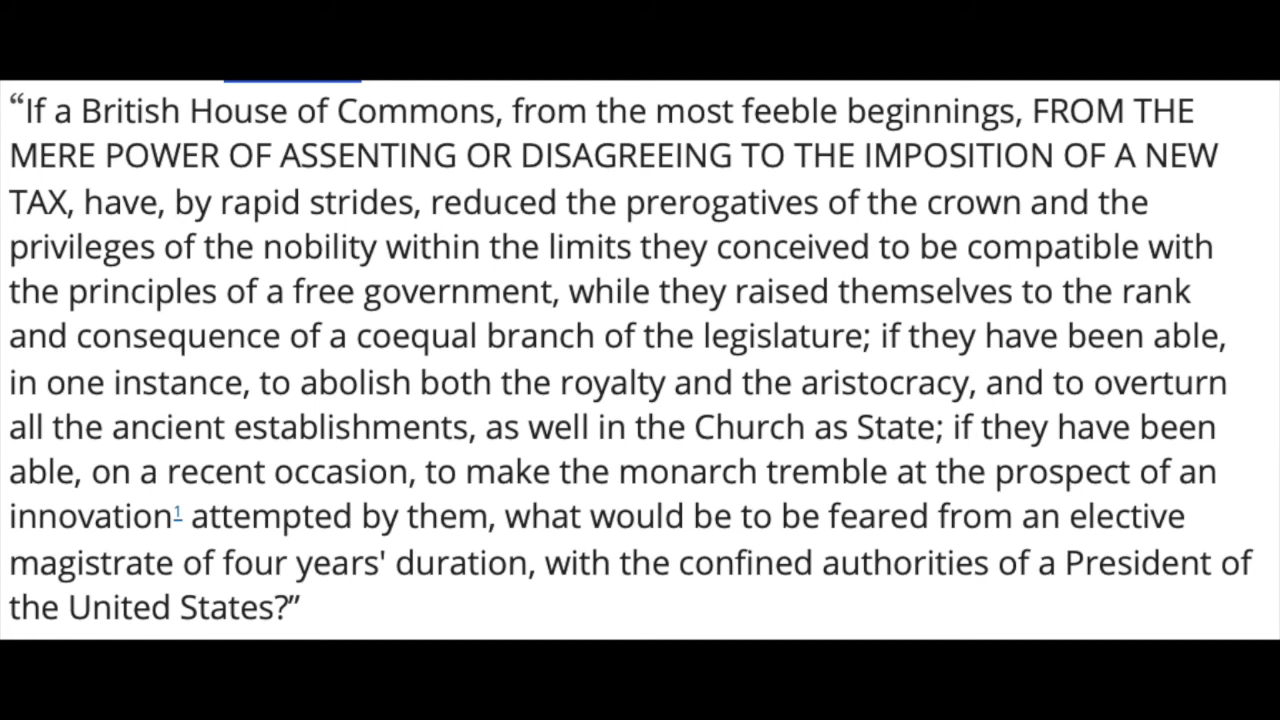 “If a British House of Commons, from the most feeble beginnings, FROM THE
MERE POWER OF ASSENTING OR DISAGREEING TO THE IMPOSITION OF A NEW
TAX, have, by rapid strides, reduced the prerogatives of the crown and the
privileges of the nobility within the limits they conceived to be compatible with
the principles of a free government, while they raised themselves to the rank
and consequence of a coequal branch of the legislature; if they have been able,
in one instance, to abolish both the royalty and the aristocracy, and to overturn
all the ancient establishments, as well in the Church as State; if they have been
able, on a recent occasion, to make the monarch tremble at the prospect of an
innovation1 attempted by them, what would be to be feared from an elective
magistrate of four years' duration, with the confined authorities of a President of
the United States?”